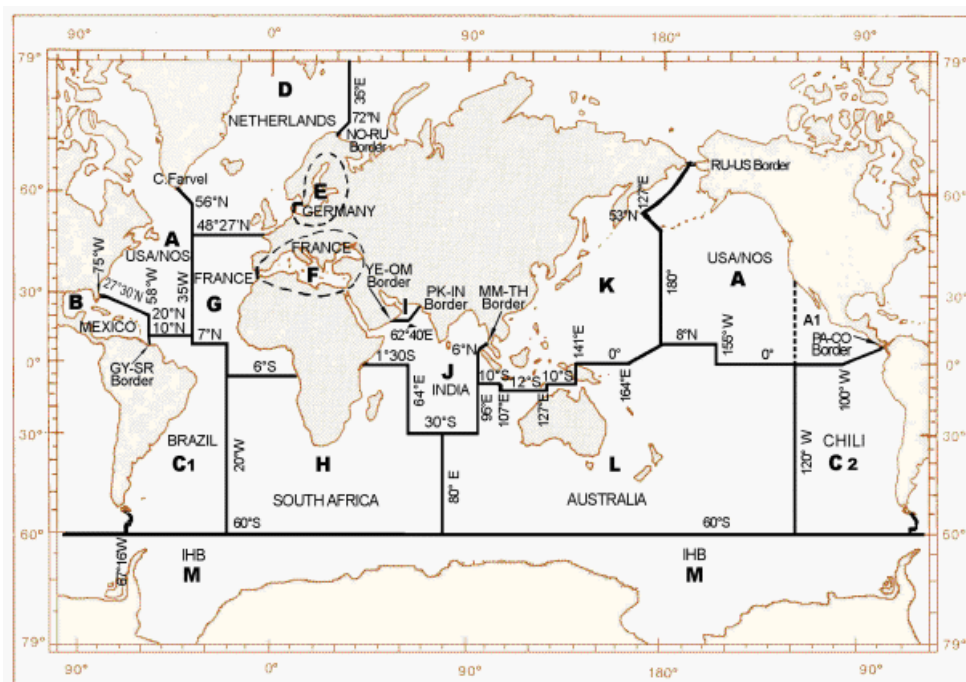 90° 0° 90° 180° 90°
79° 79°
D
35°E
NETHERLANDS 72°N
NO-RU
Border
RU-US Border
C.Farvel
127°E
60° E 60°
56°N
GERMANY
53°N
48°27'N
A
FRANCE
USA/NOS
K
USA/NOS
75°W
FRANCE F
YE-OM
Border
A
180°
58°W
35W
27°30'N
I
PK-IN
Border
MM-TH
Border
30° B G 30°
20°N
MEXICO 10°N
62°40'E
A1
PA-CO
Border
7°N
8°N
155°W
141°E
6°N
0° 1°30S 0° 0° 0°
GY-SR
Border
6°S
J
INDIA
64°E
10°S 12°S 10°S
95°E
107°E
127°E
164°E
100° W
30° 30°S 30°
BRAZIL
C1
20°W
H
80° E
L
120° W
CHILI
C 2
SOUTH AFRICA
AUSTRALIA
60° 60°S 60°S 60°
67°16W
IHB
M
IHB
M
79° 79°
90° 0° 90° 180° 90°